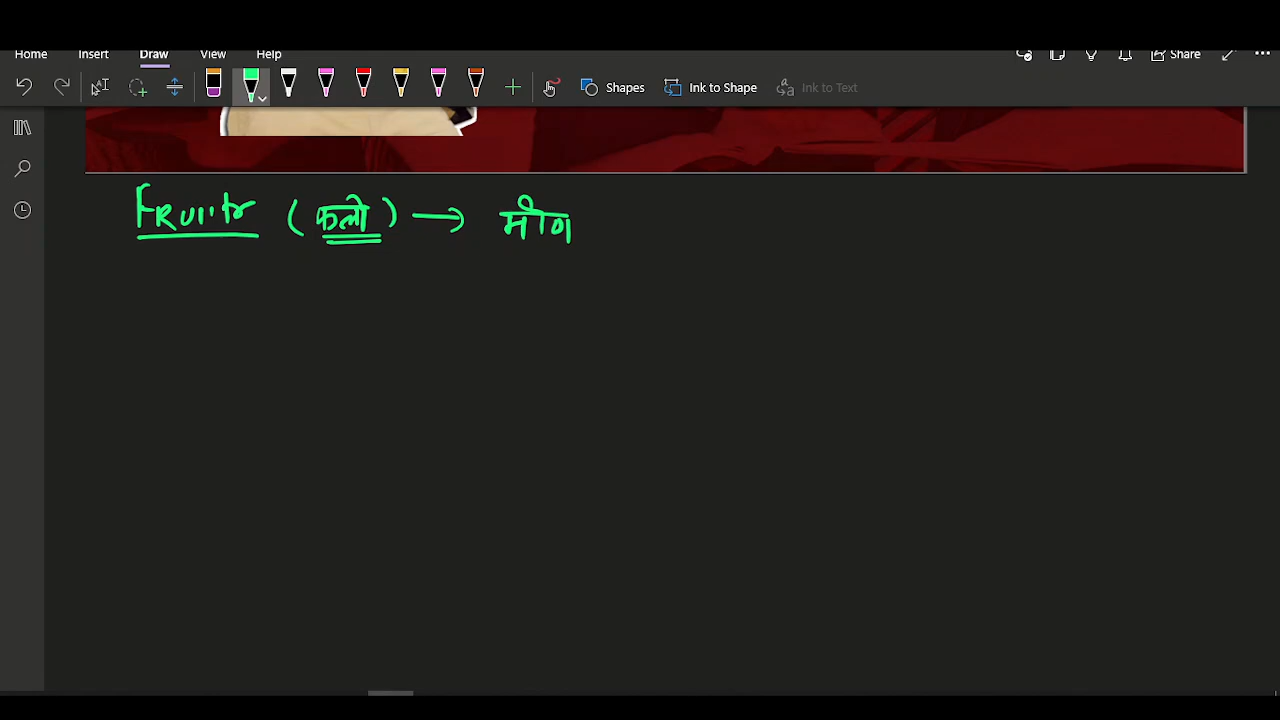 Home Insert Draw View Help Share
Shapes Ink to Shape Ink to Text
Fruits (फलो) →